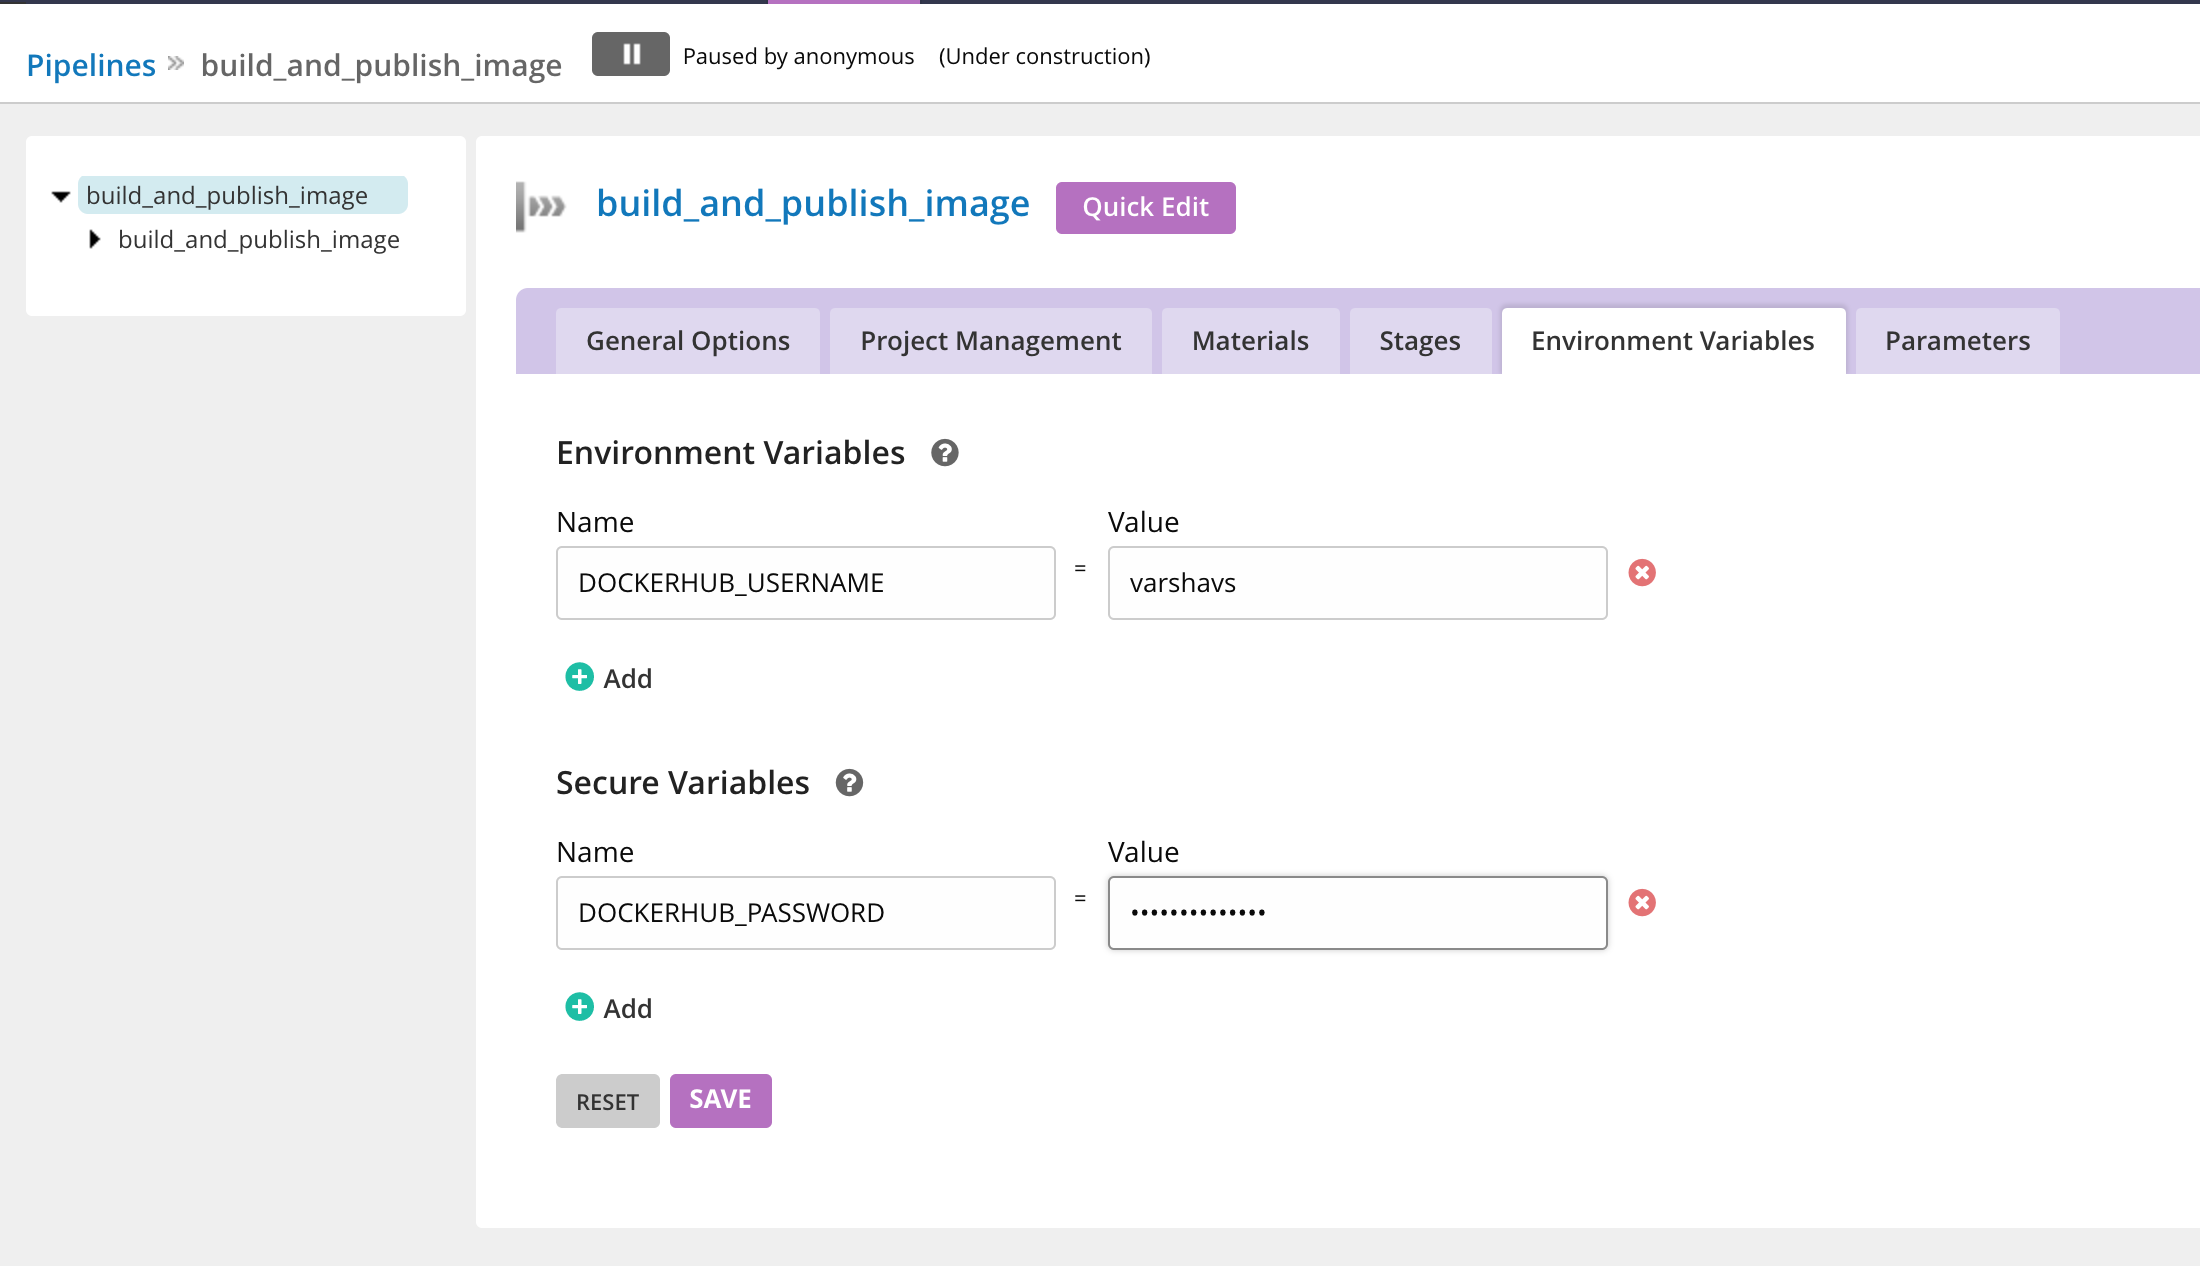 Pipelines » build_and_publish_image Paused by anonymous (Under construction)
build_and_publish_image
build_and_publish_image
build_and_publish_image Quick Edit
General Options Project Management Materials Stages Environment Variables Parameters
Environment Variables ?
Name Value
DOCKERHUB_USERNAME = varshavs
Add
Secure Variables ?
Name Value
DOCKERHUB_PASSWORD = ••••••••••••••
Add
RESET SAVE